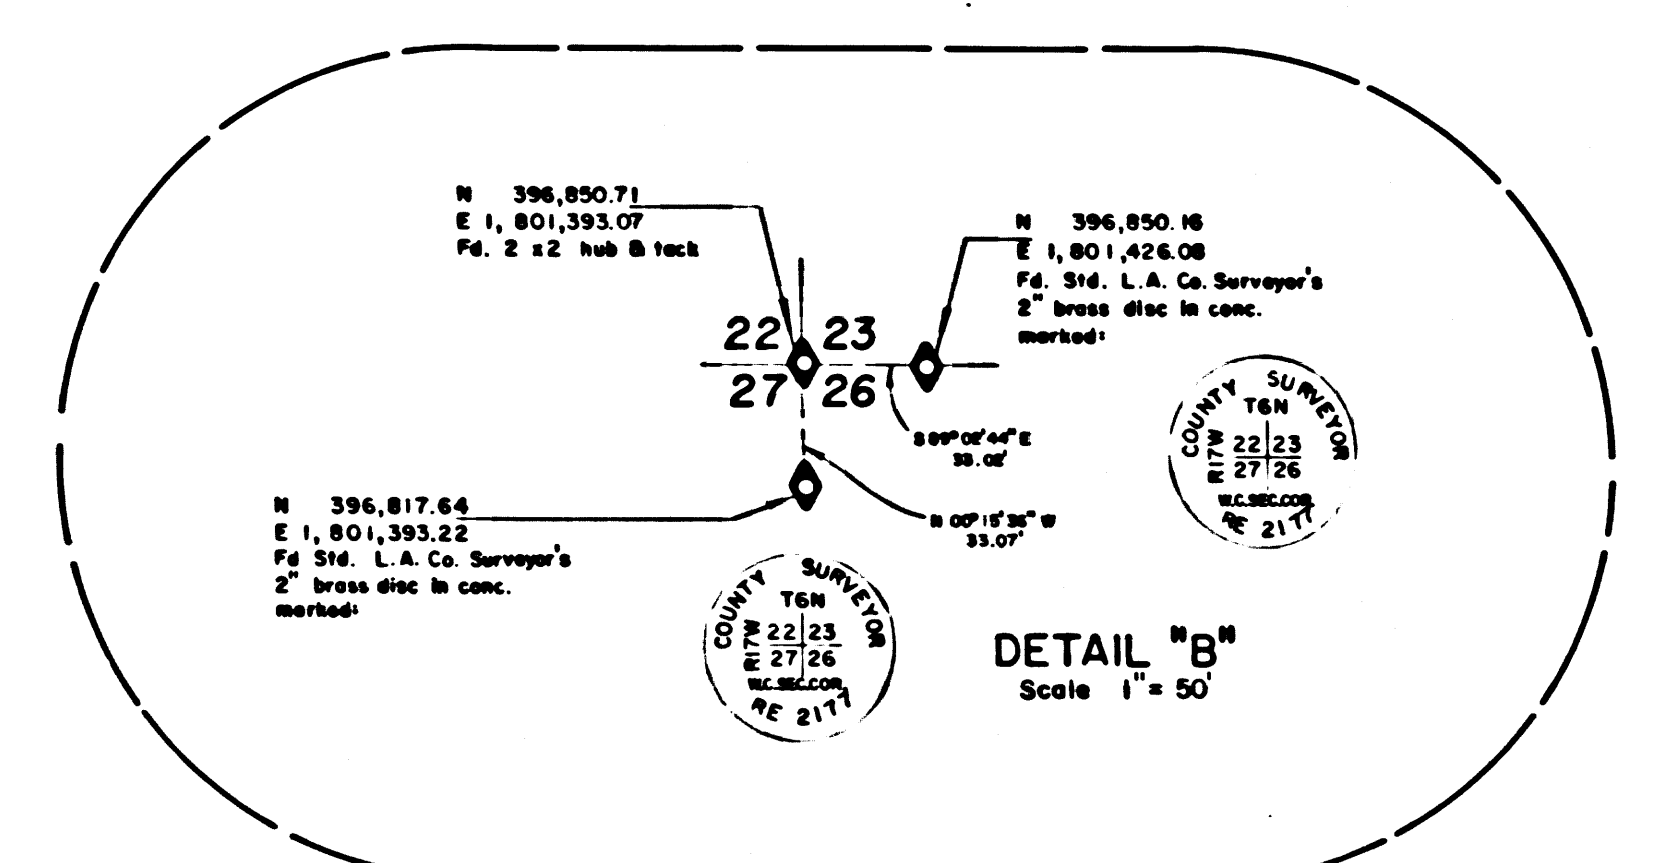 N 396,850.71
E 1, 801,393.07
Fd. 2 x2 hub & tack
N 396,850.16
E 1,801,426.08
Fd. Std. L.A. Co. Surveyor's
2" brass disc in conc.
marked:
22 23
27 26
S 89° 02' 44" E
33.02'
N 00° 15' 36" W
33.07'
N 396,817.64
E 1, 801,393.22
Fd Std. L.A. Co. Surveyor's
2" brass disc in conc.
marked:
COUNTY SURVEYOR
T6N
R17W
22 23
27 26
W.C. SEC. COR.
RE 2177
COUNTY SURVEYOR
T6N
R17W
22 23
27 26
W.C. SEC. COR.
RE 2177
DETAIL "B"
Scale 1" = 50'